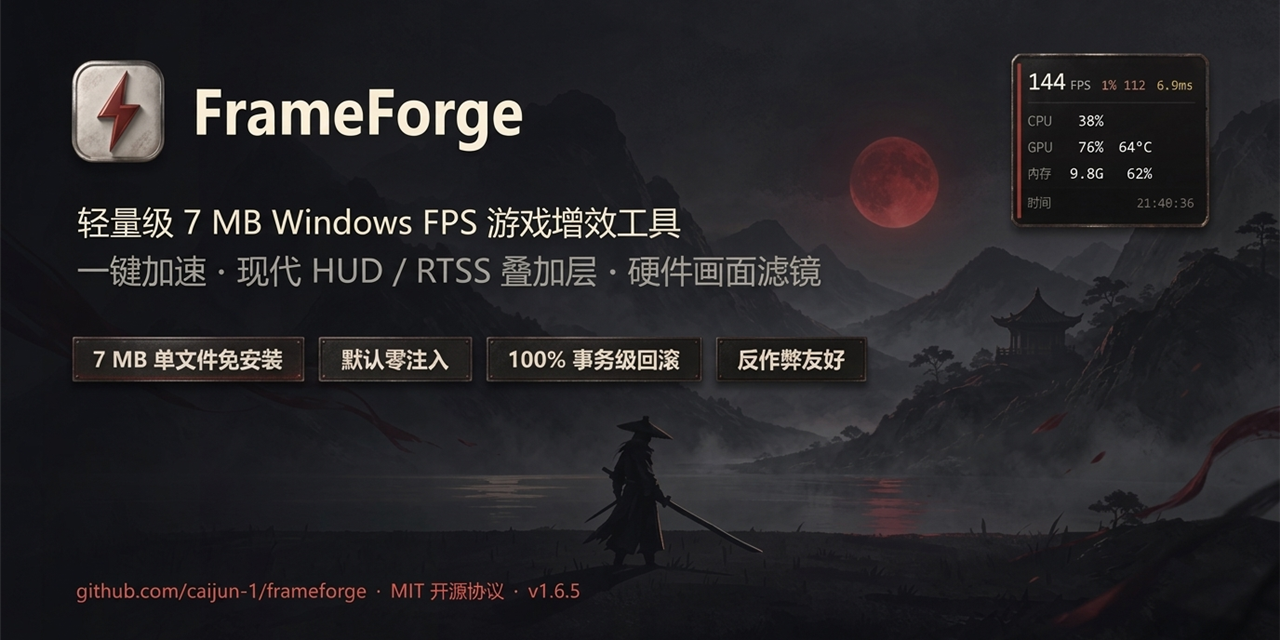 FrameForge
轻量级 7 MB Windows FPS 游戏增效工具
一键加速 · 现代 HUD / RTSS 叠加层 · 硬件画面滤镜
7 MB 单文件免安装
默认零注入
100% 事务级回滚
反作弊友好
144 FPS 1% 112 6.9ms
CPU 38%
GPU 76% 64°C
内存 9.8G 62%
时间 21:40:36
github.com/caijun-1/frameforge · MIT 开源协议 · v1.6.5